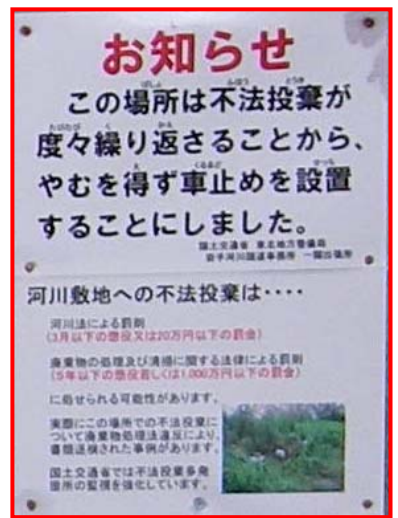 お知らせ
この場所は不法投棄が
度々繰り返さることから、
やむを得ず車止めを設置
することにしました。
国土交通省 東北地方整備局
岩手河川国道事務所 一関出張所
河川敷地への不法投棄は・・・・
河川法による罰則
(3月以下の懲役又は20万円以下の罰金)
廃棄物の処理及び清掃に関する法律による罰則
(5年以下の懲役若しくは1,000万円以下の罰金)
に処せられる可能性があります。
実際にこの場所での不法投棄に
ついて廃棄物処理法違反により、
書類送検された事例があります。
国土交通省では不法投棄多発
箇所の監視を強化しています。